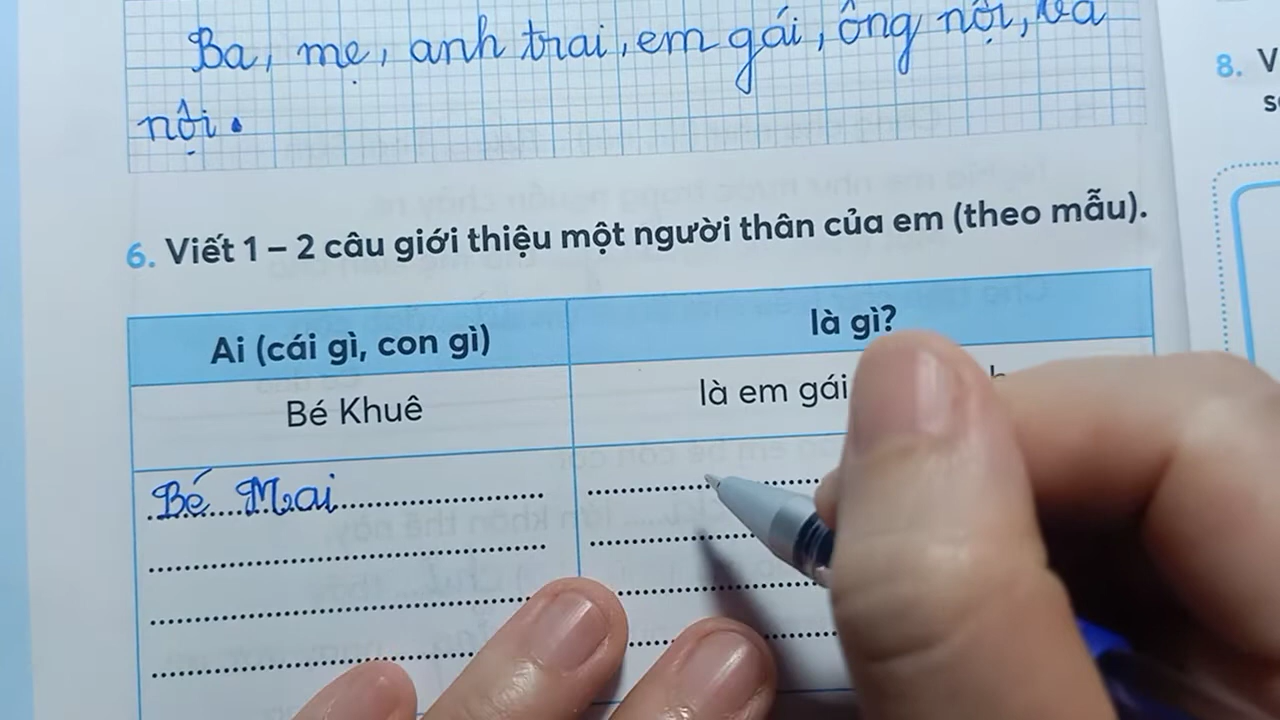 Ba, mẹ, anh trai, em gái, ông nội, bà
nội.
6. Viết 1 – 2 câu giới thiệu một người thân của em (theo mẫu).
Ai (cái gì, con gì) là gì?
Bé Khuê là em gái
Bé Mai
8. V